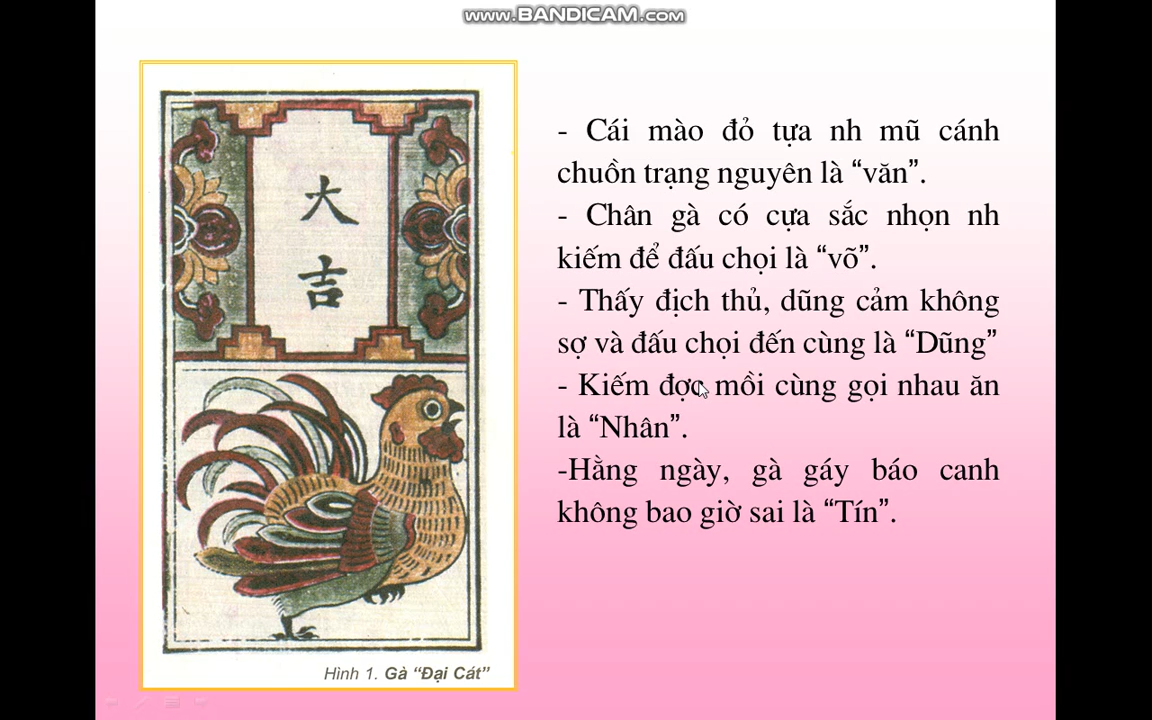 www.BANDICAM.com
大
吉
- Cái mào đỏ tựa nh mũ cánh
chuồn trạng nguyên là “văn”.
- Chân gà có cựa sắc nhọn nh
kiếm để đấu chọi là “võ”.
- Thấy địch thủ, dũng cảm không
sợ và đấu chọi đến cùng là “Dũng”
- Kiếm đợc mồi cùng gọi nhau ăn
là “Nhân”.
-Hằng ngày, gà gáy báo canh
không bao giờ sai là “Tín”.
Hình 1. Gà “Đại Cát”